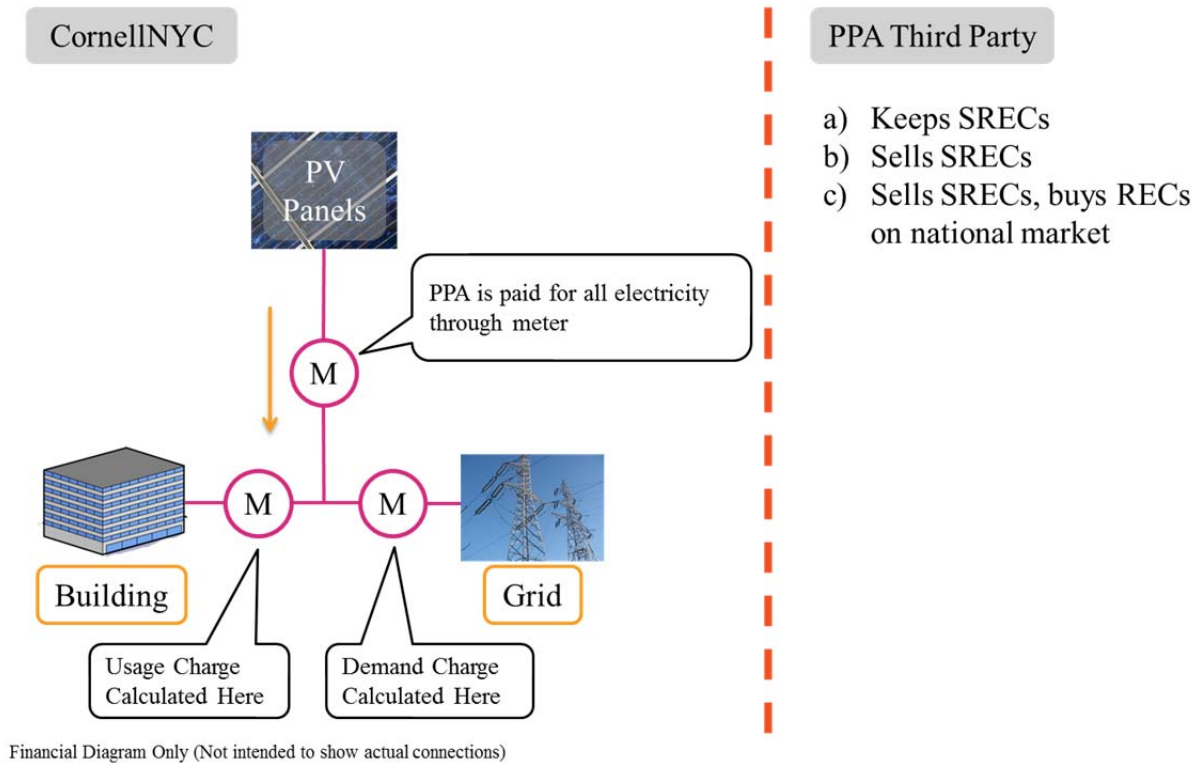 CornellNYC
PPA Third Party
a) Keeps SRECs
b) Sells SRECs
c) Sells SRECs, buys RECs
on national market
PV
Panels
PPA is paid for all electricity
through meter
M
M
M
Building
Grid
Usage Charge
Calculated Here
Demand Charge
Calculated Here
Financial Diagram Only (Not intended to show actual connections)